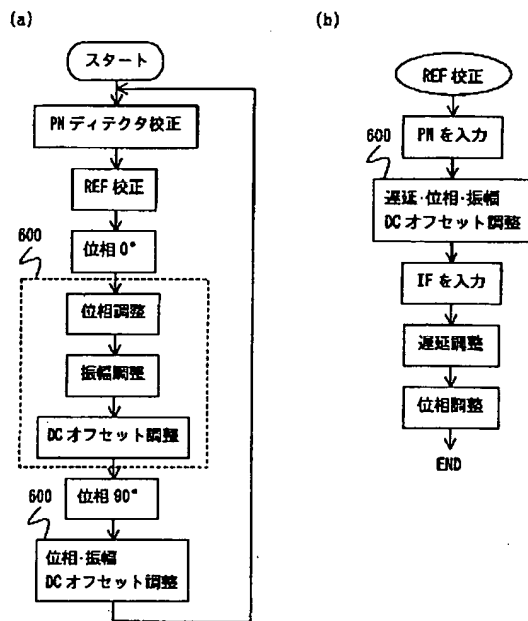 (a)
スタート
PNディテクタ校正
REF 校正
位相 0°
600
位相調整
振幅調整
DC オフセット調整
位相 90°
600
位相・振幅
DC オフセット調整
(b)
REF 校正
600
PN を入力
遅延・位相・振幅
DC オフセット調整
IF を入力
遅延調整
位相調整
END